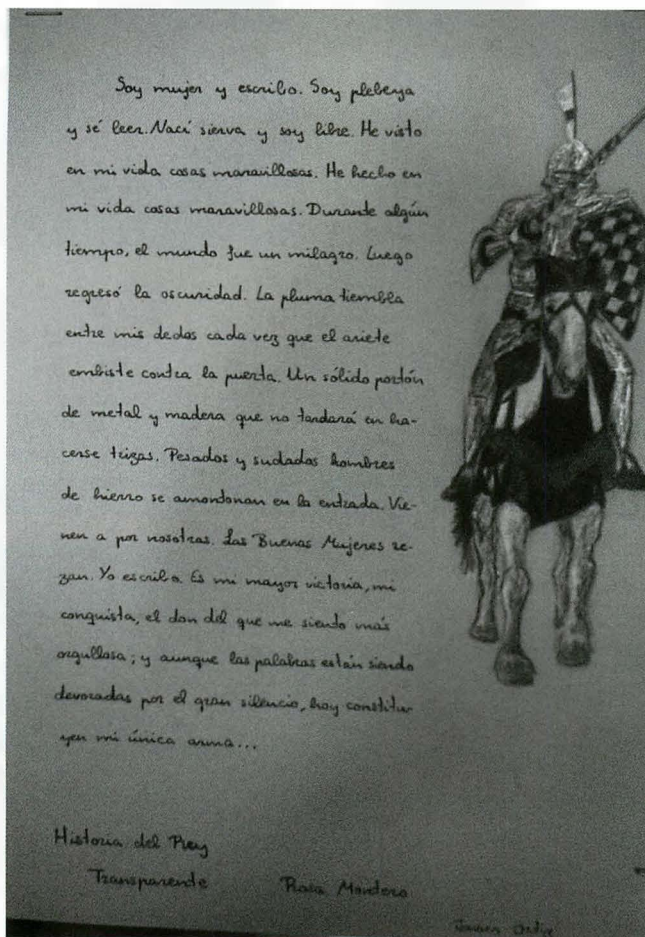 Soy mujer y escribo. Soy plebeya
y sé leer. Nací sierva y soy libre. He visto
en mi vida cosas maravillosas. He hecho en
mi vida cosas maravillosas. Durante algún
tiempo, el mundo fue un milagro. Luego
regresó la oscuridad. La pluma tiembla
entre mis dedos cada vez que el ariete
embiste contra la puerta. Un sólido portón
de metal y madera que no tardará en ha-
cerse trizas. Pesados y sudados hombres
de hierro se amontonan en la entrada. Vie-
nen a por nosotras. Las Buenas Mujeres re-
zan. Yo escribo. Es mi mayor victoria, mi
conquista, el don del que me siento más
orgullosa; y aunque las palabras están siendo
devoradas por el gran silencio, hoy constitu-
yen mi única arma...
Historia del Rey
Transparente Rosa Montero